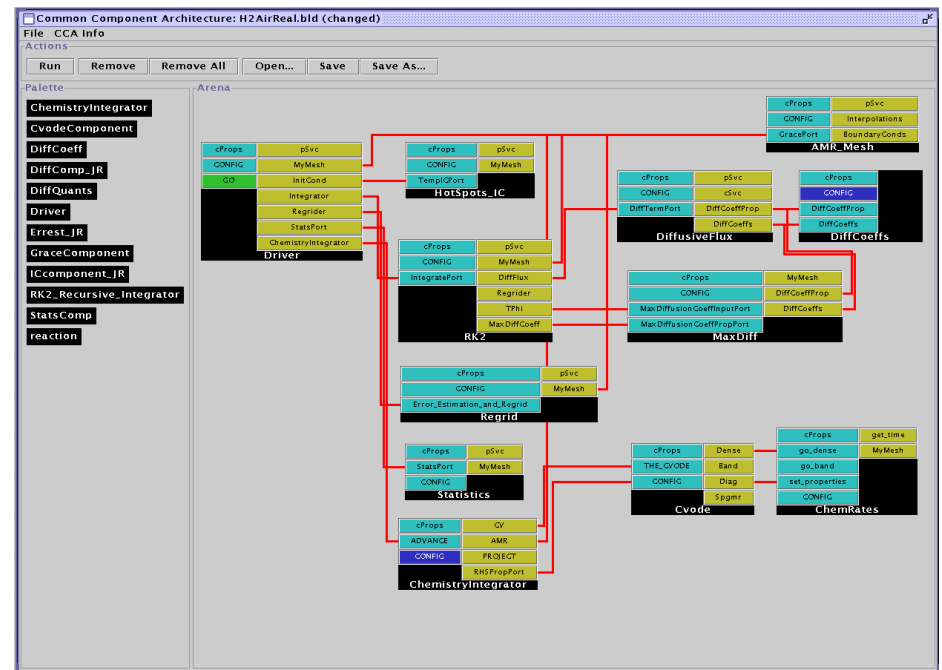 Common Component Architecture: H2AirReal.bld (changed)
File CCA Info
Actions
Run Remove Remove All Open... Save Save As...
Palette
ChemistryIntegrator
CvodeComponent
DiffCoeff
DiffComp_JR
DiffQuants
Driver
Errest_JR
GraceComponent
ICcomponent_JR
RK2_Recursive_Integrator
StatsComp
reaction
Arena
cProps pSvc
CONFIG Interpolations
GracePort BoundaryConds
AMR_Mesh
cProps pSvc
CONFIG MyMesh
GO InitCond
Integrator
Regrider
StatsPort
ChemistryIntegrator
Driver
cProps pSvc
CONFIG MyMesh
TempICPort
HotSpots_IC
cProps pSvc
CONFIG cSvc
DiffTermPort DiffCoeffProp
DiffCoeffs
DiffusiveFlux
cProps
CONFIG
DiffCoeffProp
DiffCoeffs
DiffCoeffs
cProps pSvc
CONFIG MyMesh
IntegratePort DiffFlux
Regrider
TPhi
MaxDiffCoeff
RK2
cProps MyMesh
CONFIG DiffCoeffProp
MaxDiffusionCoeffInputPort DiffCoeffs
MaxDiffusionCoeffPropPort
MaxDiff
cProps pSvc
CONFIG MyMesh
Error_Estimation_and_Regrid
Regrid
cProps pSvc
StatsPort MyMesh
CONFIG
Statistics
cProps Dense
THE_CVODE Band
CONFIG Diag
Spgmr
Cvode
cProps get_time
go_dense MyMesh
go_band
set_properties
CONFIG
ChemRates
cProps CV
ADVANCE AMR
CONFIG PROJECT
RHSPropPort
ChemistryIntegrator